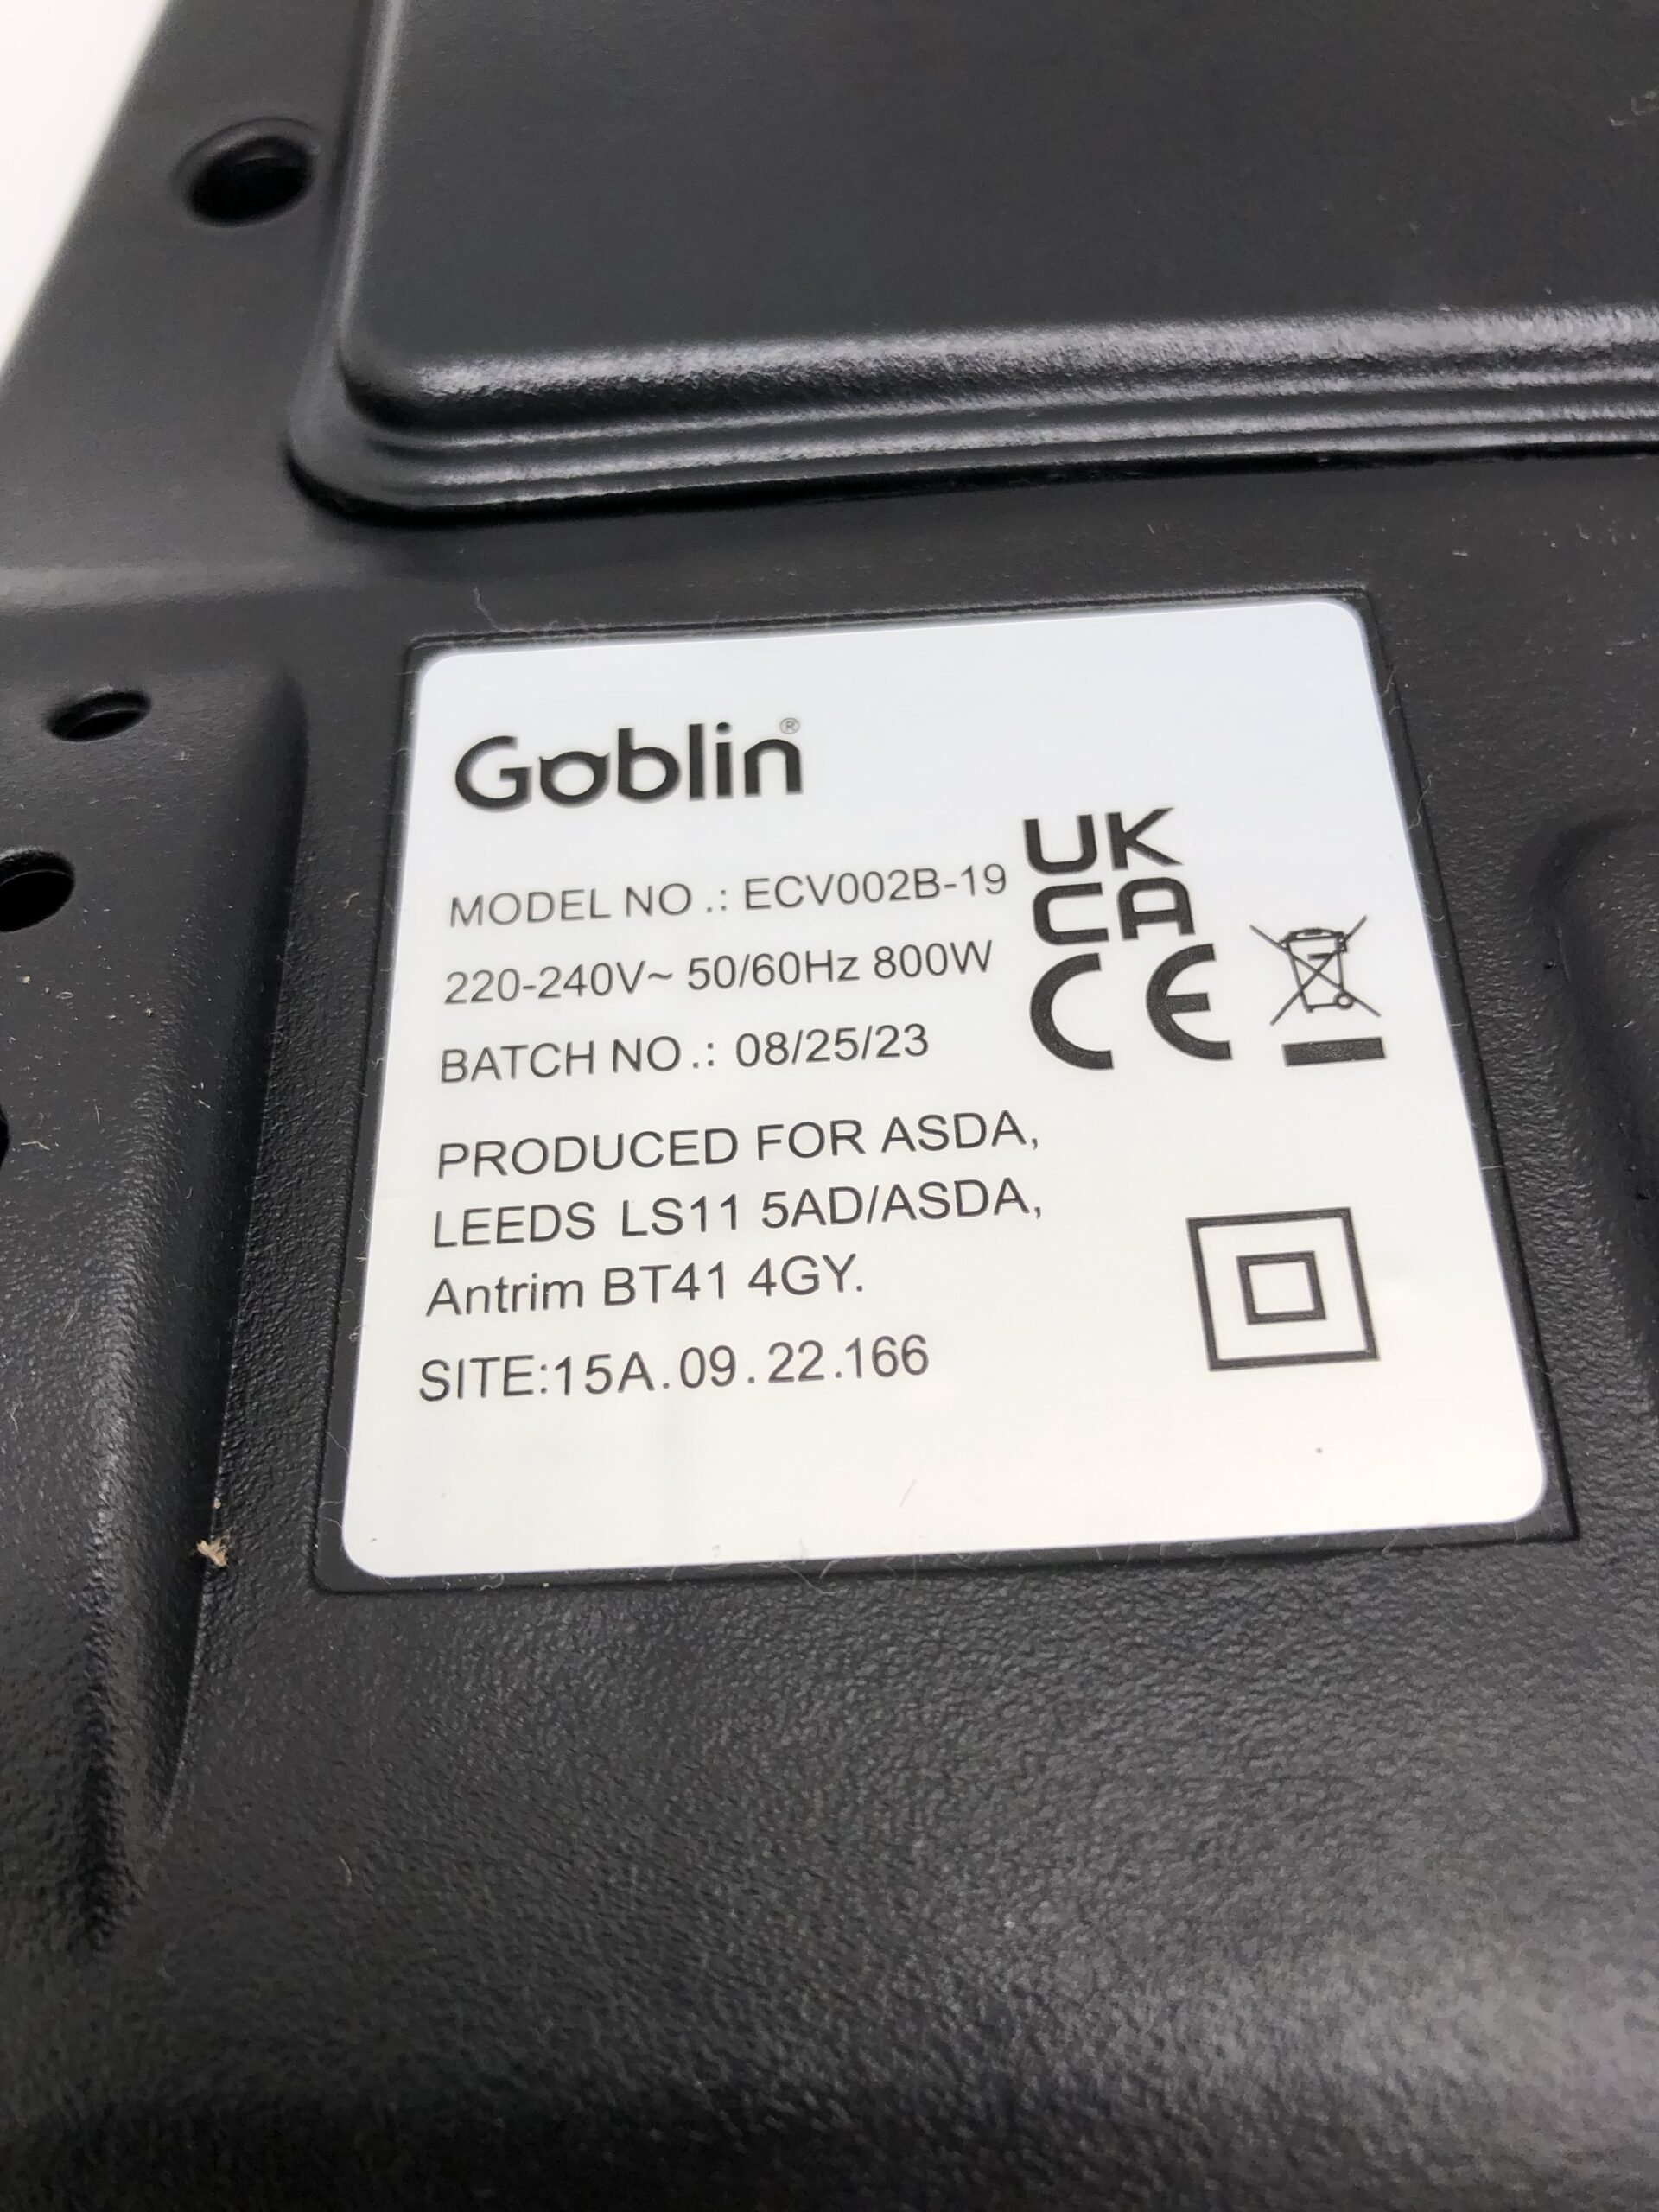 Goblin®
MODEL NO.: ECV002B-19
220-240V~ 50/60Hz 800W
BATCH NO.: 08/25/23
UK
CA
CE
PRODUCED FOR ASDA,
LEEDS LS11 5AD/ASDA,
Antrim BT41 4GY.
SITE:15A.09.22.166